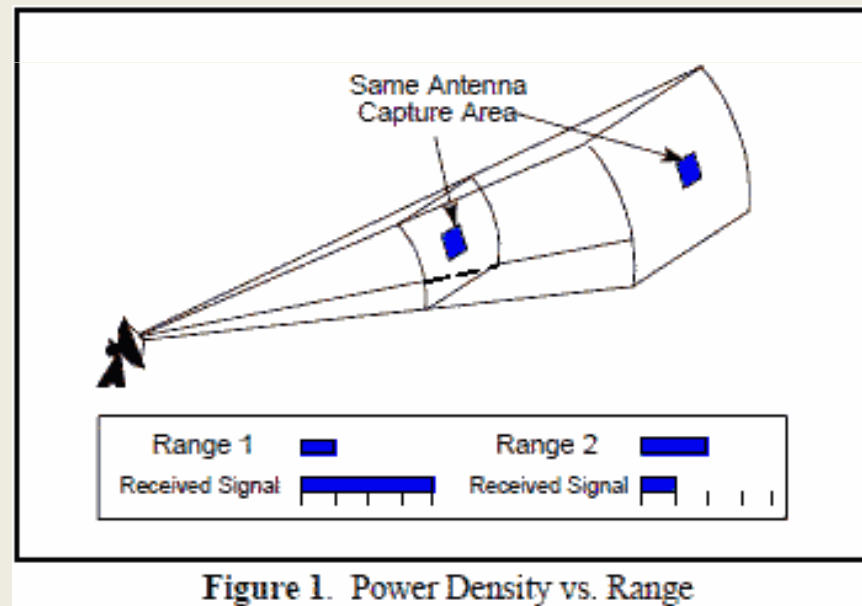 Same Antenna
Capture Area
Range 1
Range 2
Received Signal
Received Signal
Figure 1. Power Density vs. Range